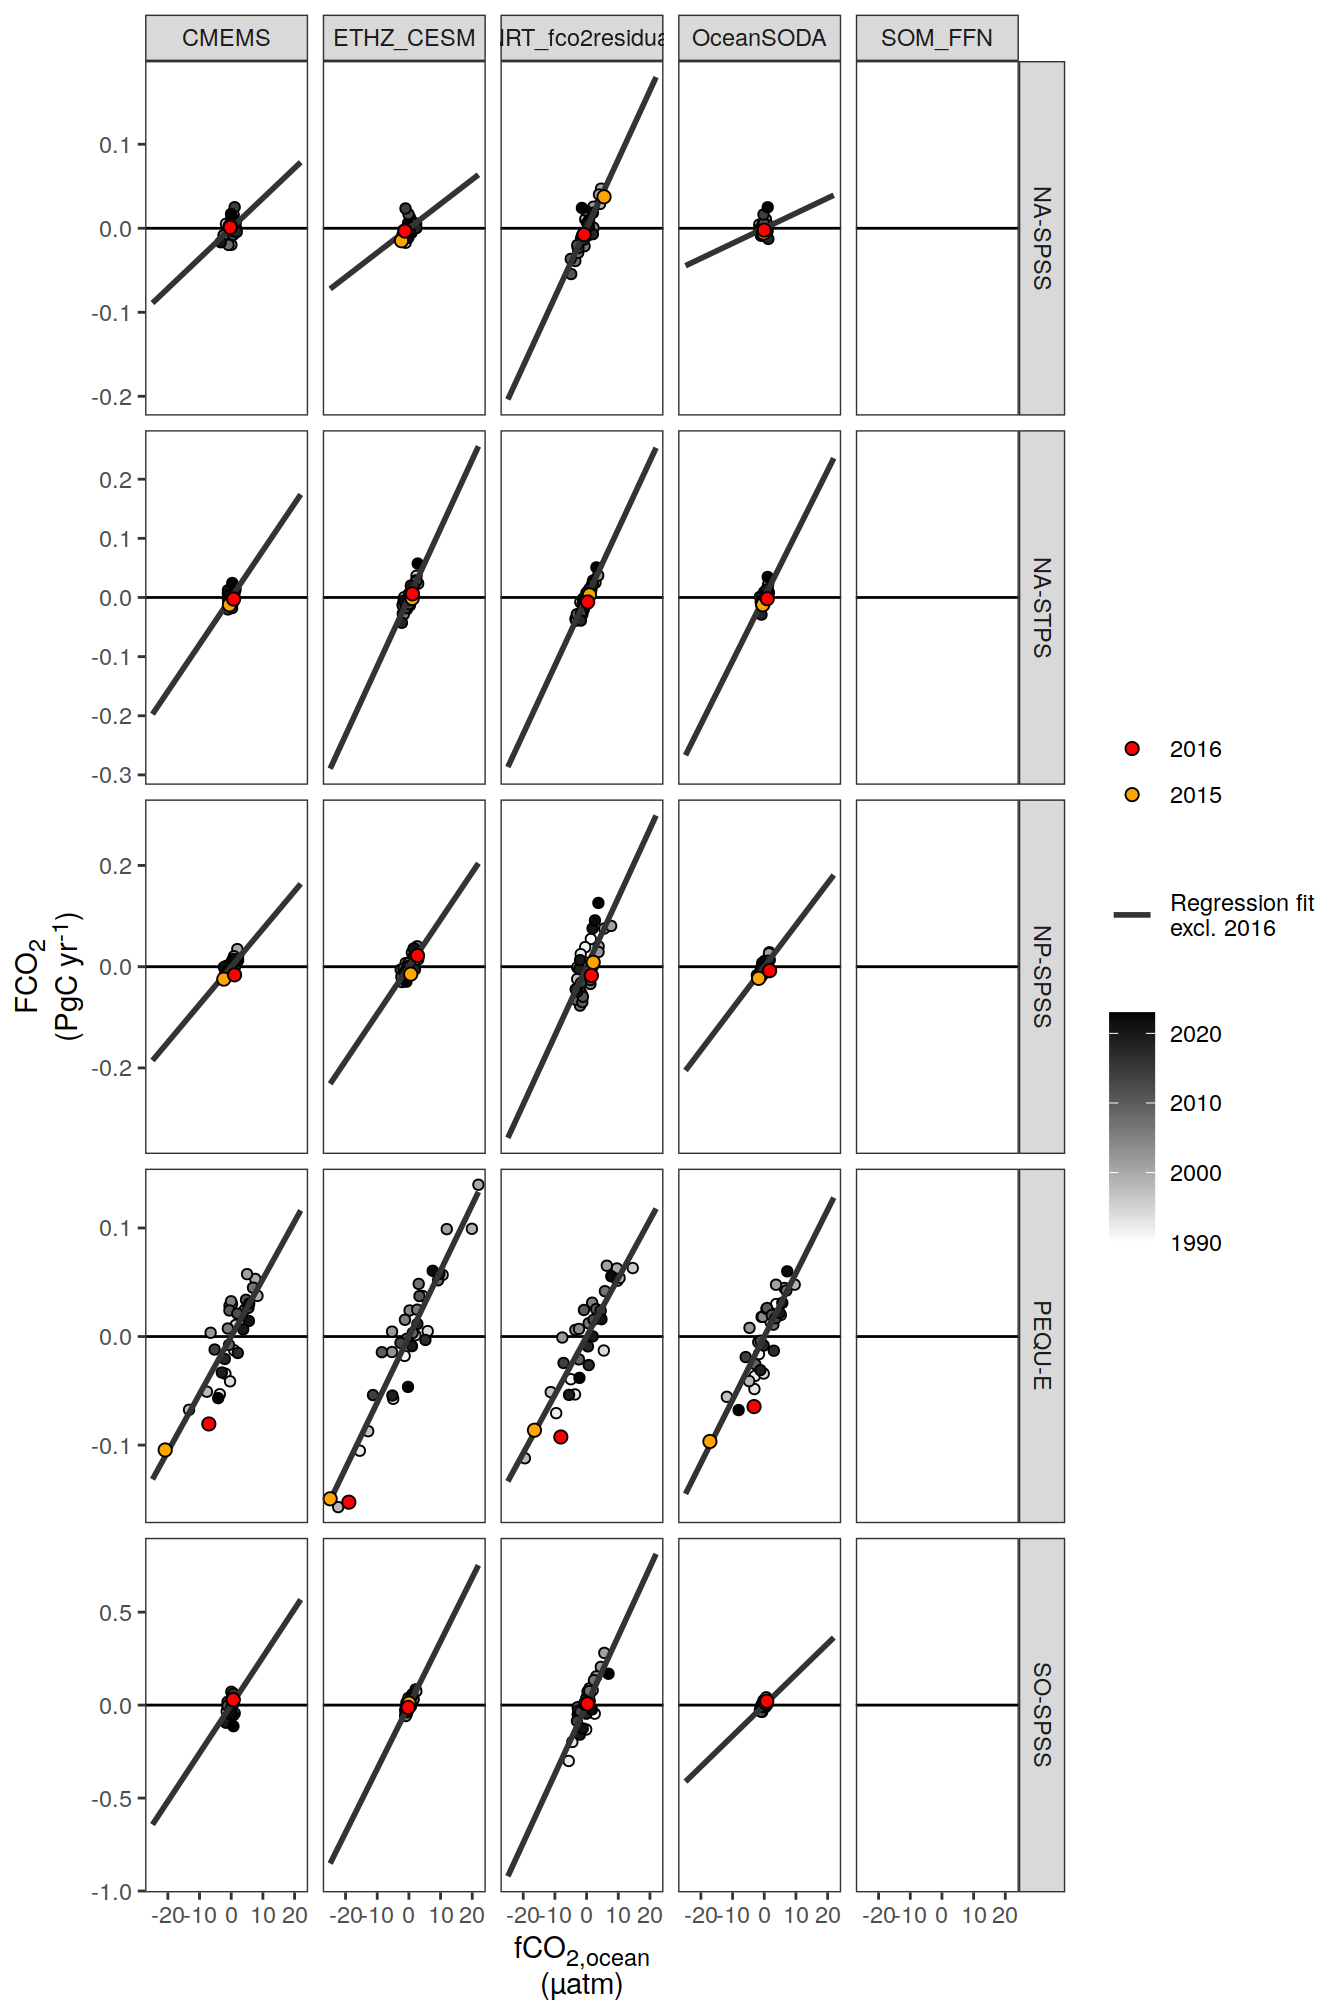 CMEMS
ETHZ_CESM
NRT_fco2residual
OceanSODA
SOM_FFN
0.1
0.0
-0.1
-0.2
NA-SPSS
0.2
0.1
0.0
-0.1
-0.2
-0.3
NA-STPS
0.2
0.0
-0.2
NP-SPSS
0.1
0.0
-0.1
PEQU-E
0.5
0.0
-0.5
-1.0
SO-SPSS
-20 -10 0 10 20
-20 -10 0 10 20
-20 -10 0 10 20
-20 -10 0 10 20
-20 -10 0 10 20
fCO2,ocean
(µatm)
FCO2
(PgC yr-1)
2016
2015
Regression fit
excl. 2016
2020
2010
2000
1990